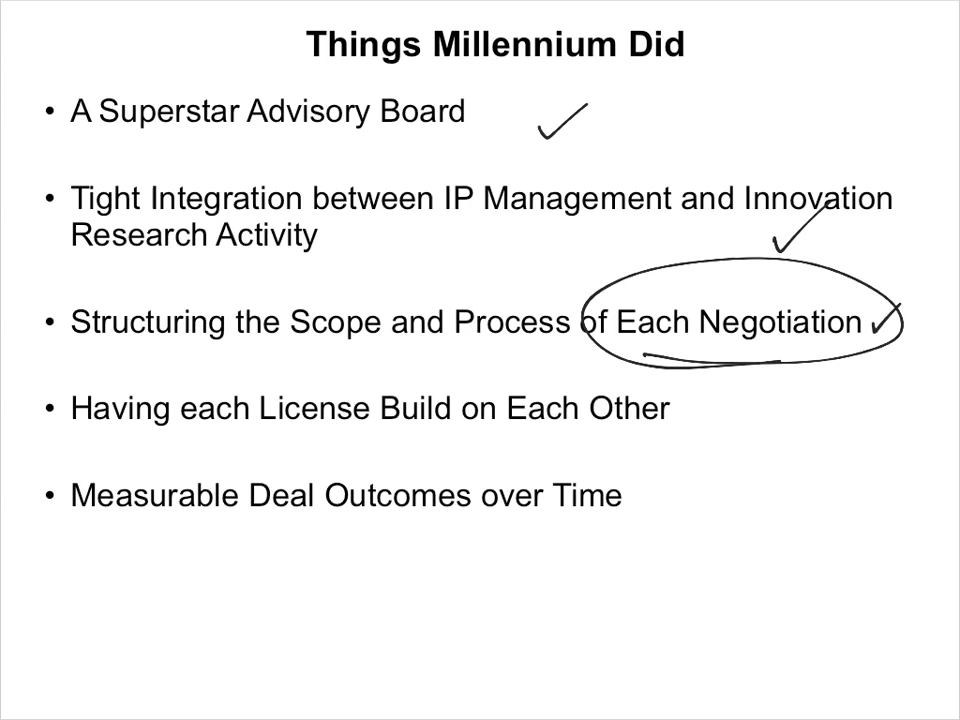 Things Millennium Did
• A Superstar Advisory Board
• Tight Integration between IP Management and Innovation
Research Activity
• Structuring the Scope and Process of Each Negotiation
• Having each License Build on Each Other
• Measurable Deal Outcomes over Time